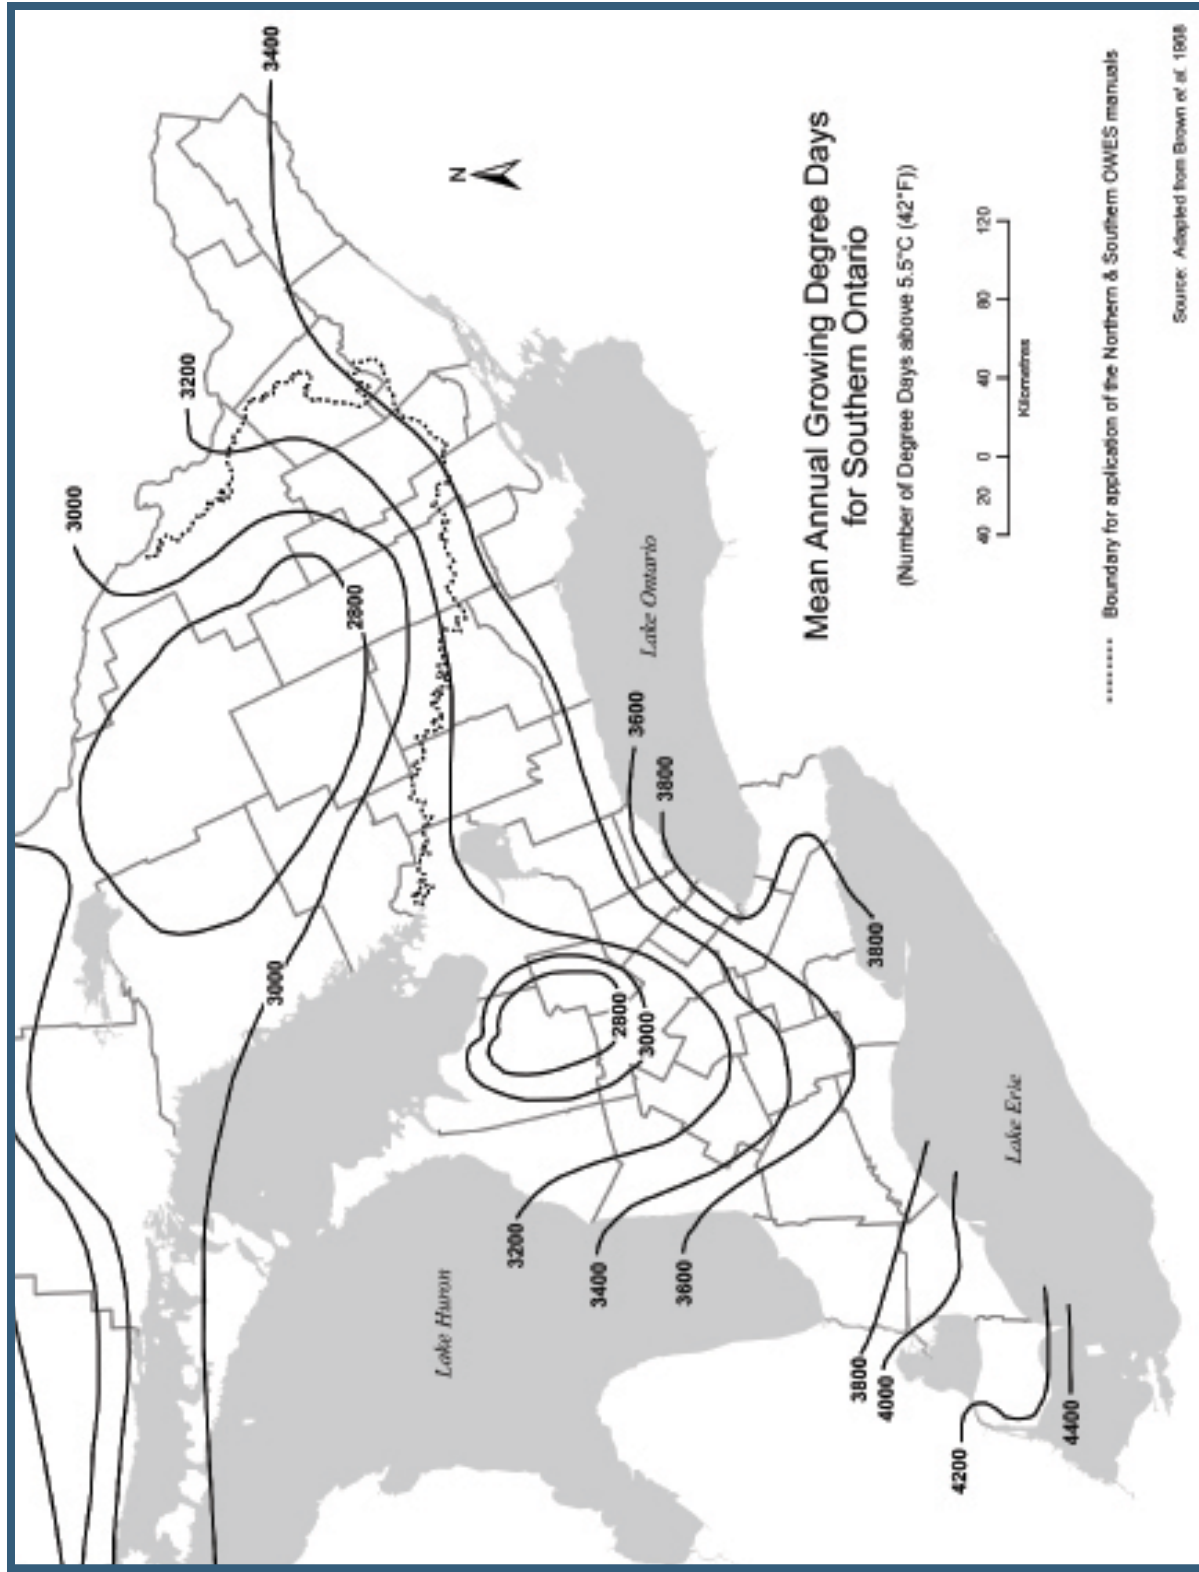 3400
N
3200
3000
2800
3000
2800
3000
3600
3800
3800
3200
3400
3600
3800
4000
4200
4400
Lake Ontario
Lake Erie
Lake Huron
Mean Annual Growing Degree Days
for Southern Ontario
(Number of Degree Days above 5.5°C (42°F))
40 20 0 40 80 120
Kilometres
Boundary for application of the Northern & Southern OWES manuals
Source: Adapted from Brown et al. 1968